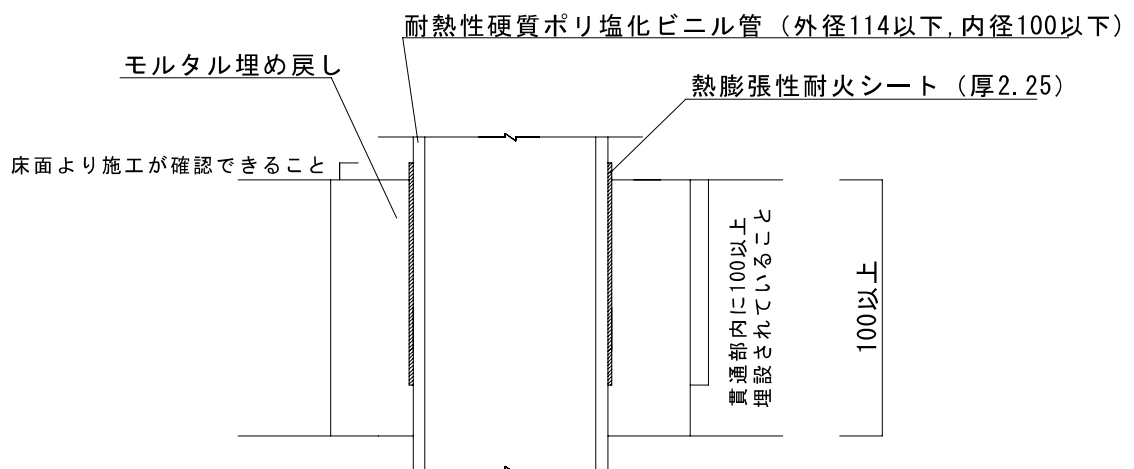 耐熱性硬質ポリ塩化ビニル管（外径114以下,内径100以下）
モルタル埋め戻し
熱膨張性耐火シート（厚2.25）
床面より施工が確認できること
貫通部内に100以上
埋設されていること
100以上